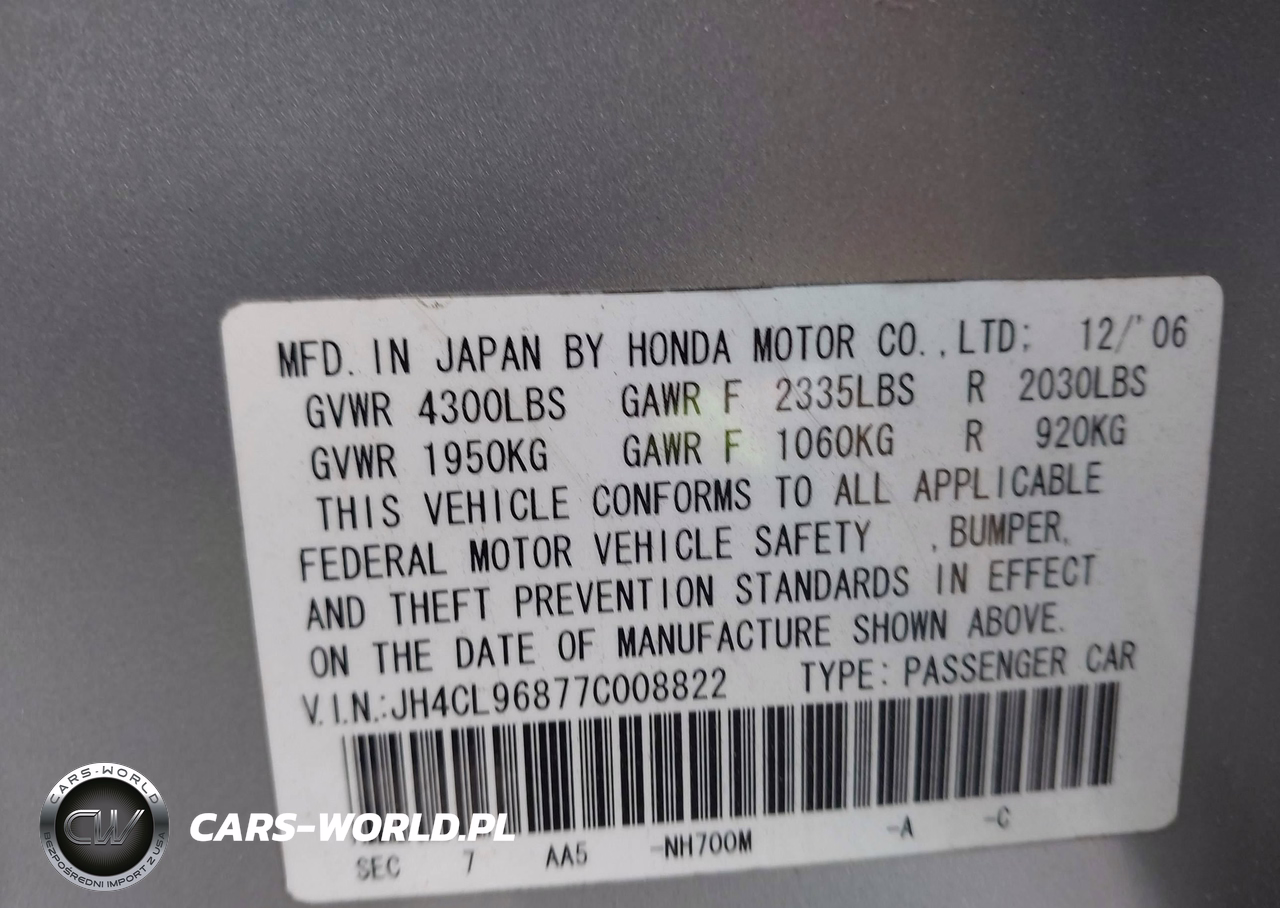 MFD. IN JAPAN BY HONDA MOTOR CO., LTD; 12/'06
GVWR 4300LBS GAWR F 2335LBS R 2030LBS
GVWR 1950KG GAWR F 1060KG R 920KG
THIS VEHICLE CONFORMS TO ALL APPLICABLE
FEDERAL MOTOR VEHICLE SAFETY , BUMPER,
AND THEFT PREVENTION STANDARDS IN EFFECT
ON THE DATE OF MANUFACTURE SHOWN ABOVE.
V.I.N.:JH4CL96877C008822 TYPE: PASSENGER CAR
SEC 7 AA5 -NH700M -A -C
CARS-WORLD
CW
BEZPOŚREDNI IMPORT Z USA
CARS-WORLD.PL